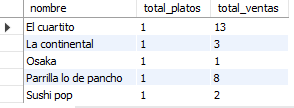 nombre total_platos total_ventas
El cuartito 1 13
La continental 1 3
Osaka 1 1
Parrilla lo de pancho 1 8
Sushi pop 1 2